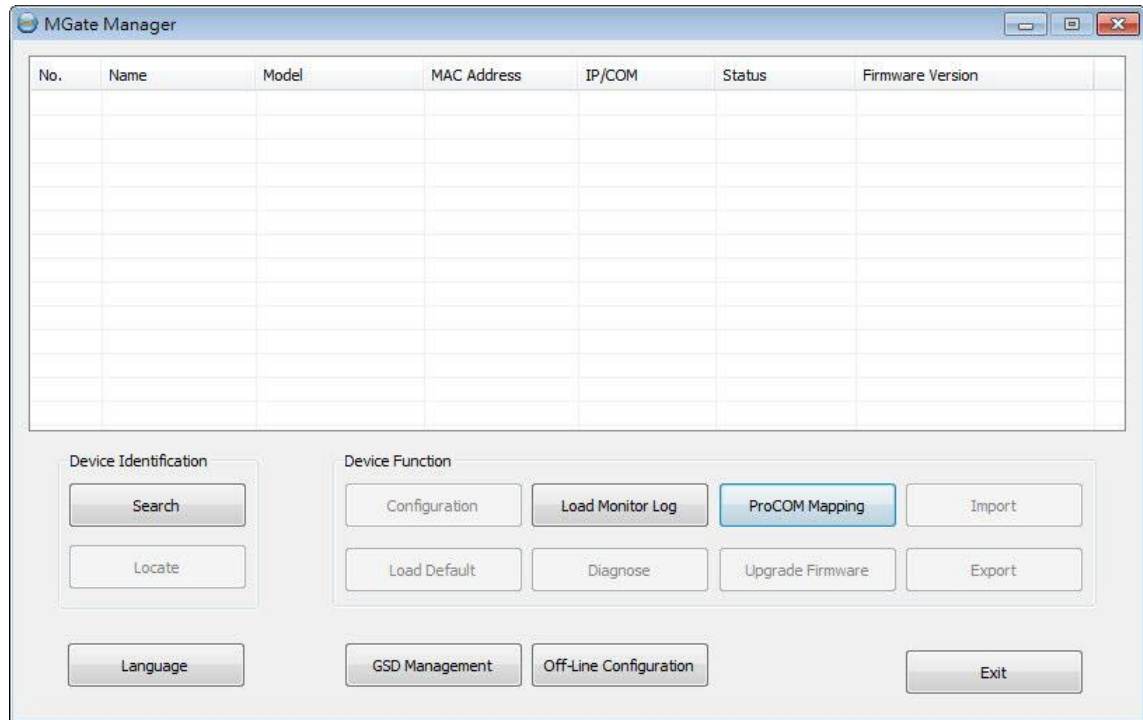 MGate Manager
No. Name Model MAC Address IP/COM Status Firmware Version
Device Identification Device Function
Search Configuration Load Monitor Log ProCOM Mapping Import
Locate Load Default Diagnose Upgrade Firmware Export
Language GSD Management Off-Line Configuration Exit